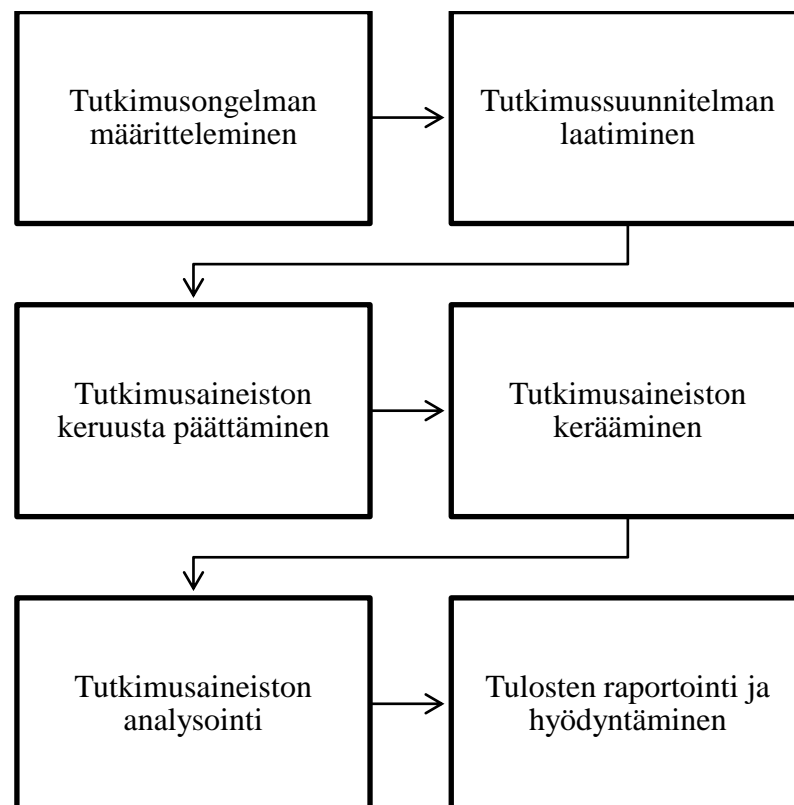 Tutkimusongelman
määritteleminen
Tutkimussuunnitelman
laatiminen
Tutkimusaineiston
keruusta päättäminen
Tutkimusaineiston
kerääminen
Tutkimusaineiston
analysointi
Tulosten raportointi ja
hyödyntäminen